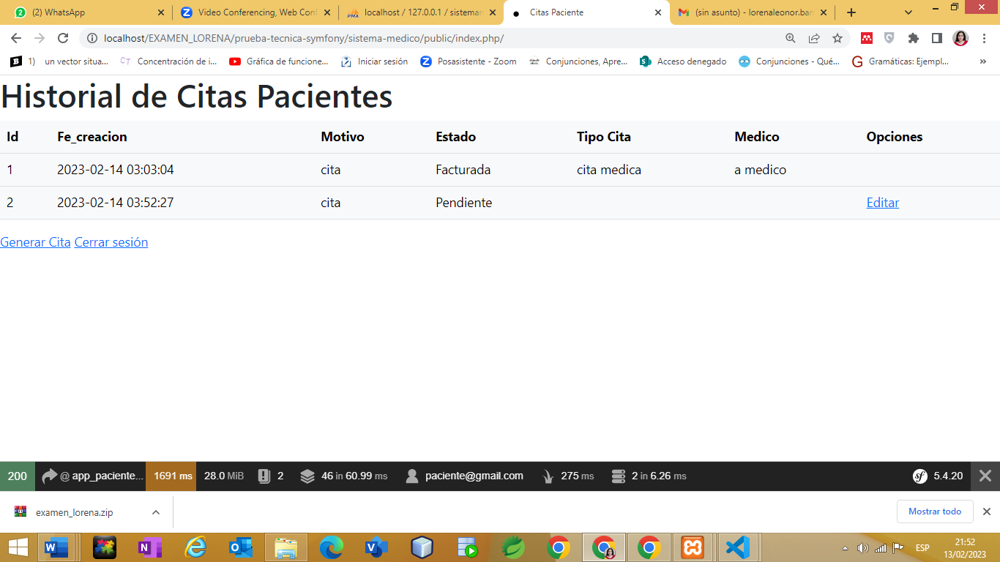 (2) WhatsApp
Video Conferencing, Web Conf
localhost / 127.0.0.1 / sistemar
Citas Paciente
(sin asunto) - lorenaleonor.ban
localhost/EXAMEN_LORENA/prueba-tecnica-symfony/sistema-medico/public/index.php/
1) un vector situa...
Concentración de i...
Gráfica de funcione...
Iniciar sesión
Posasistente - Zoom
Conjunciones, Apre...
Acceso denegado
Conjunciones - Qué...
Gramáticas: Ejempl...
»
Historial de Citas Pacientes
Id Fe_creacion Motivo Estado Tipo Cita Medico Opciones
1 2023-02-14 03:03:04 cita Facturada cita medica a medico
2 2023-02-14 03:52:27 cita Pendiente Editar
Generar Cita Cerrar sesión
200 @ app_paciente... 1691 ms 28.0 MiB 2 46 in 60.99 ms paciente@gmail.com 275 ms 2 in 6.26 ms sf 5.4.20
examen_lorena.zip
Mostrar todo
ESP
21:52
13/02/2023